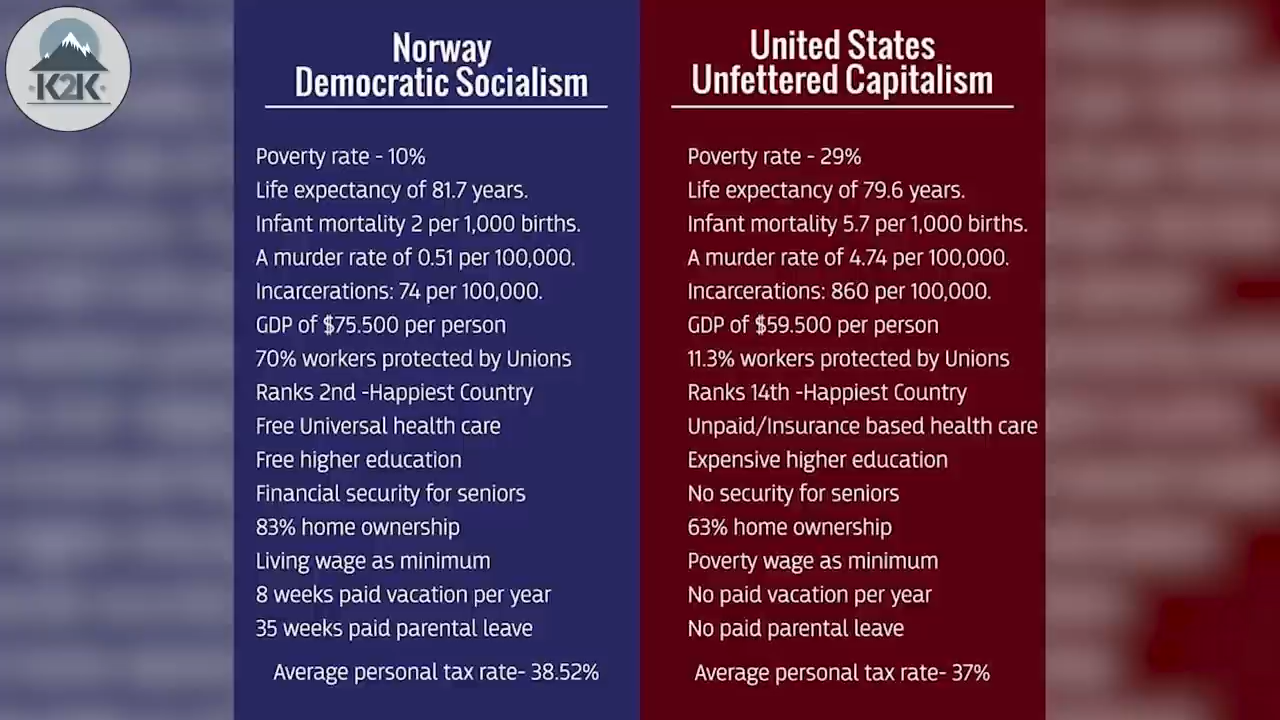 K2K
Norway
Democratic Socialism
Poverty rate - 10%
Life expectancy of 81.7 years.
Infant mortality 2 per 1,000 births.
A murder rate of 0.51 per 100,000.
Incarcerations: 74 per 100,000.
GDP of $75.500 per person
70% workers protected by Unions
Ranks 2nd -Happiest Country
Free Universal health care
Free higher education
Financial security for seniors
83% home ownership
Living wage as minimum
8 weeks paid vacation per year
35 weeks paid parental leave
Average personal tax rate- 38.52%
United States
Unfettered Capitalism
Poverty rate - 29%
Life expectancy of 79.6 years.
Infant mortality 5.7 per 1,000 births.
A murder rate of 4.74 per 100,000.
Incarcerations: 860 per 100,000.
GDP of $59.500 per person
11.3% workers protected by Unions
Ranks 14th -Happiest Country
Unpaid/Insurance based health care
Expensive higher education
No security for seniors
63% home ownership
Poverty wage as minimum
No paid vacation per year
No paid parental leave
Average personal tax rate- 37%